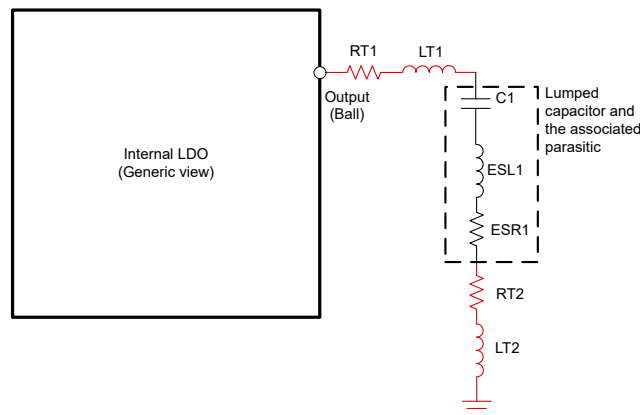 RT1
LT1
Output
(Ball)
C1
Lumped
capacitor and
the associated
parasitic
Internal LDO
(Generic view)
ESL1
ESR1
RT2
LT2